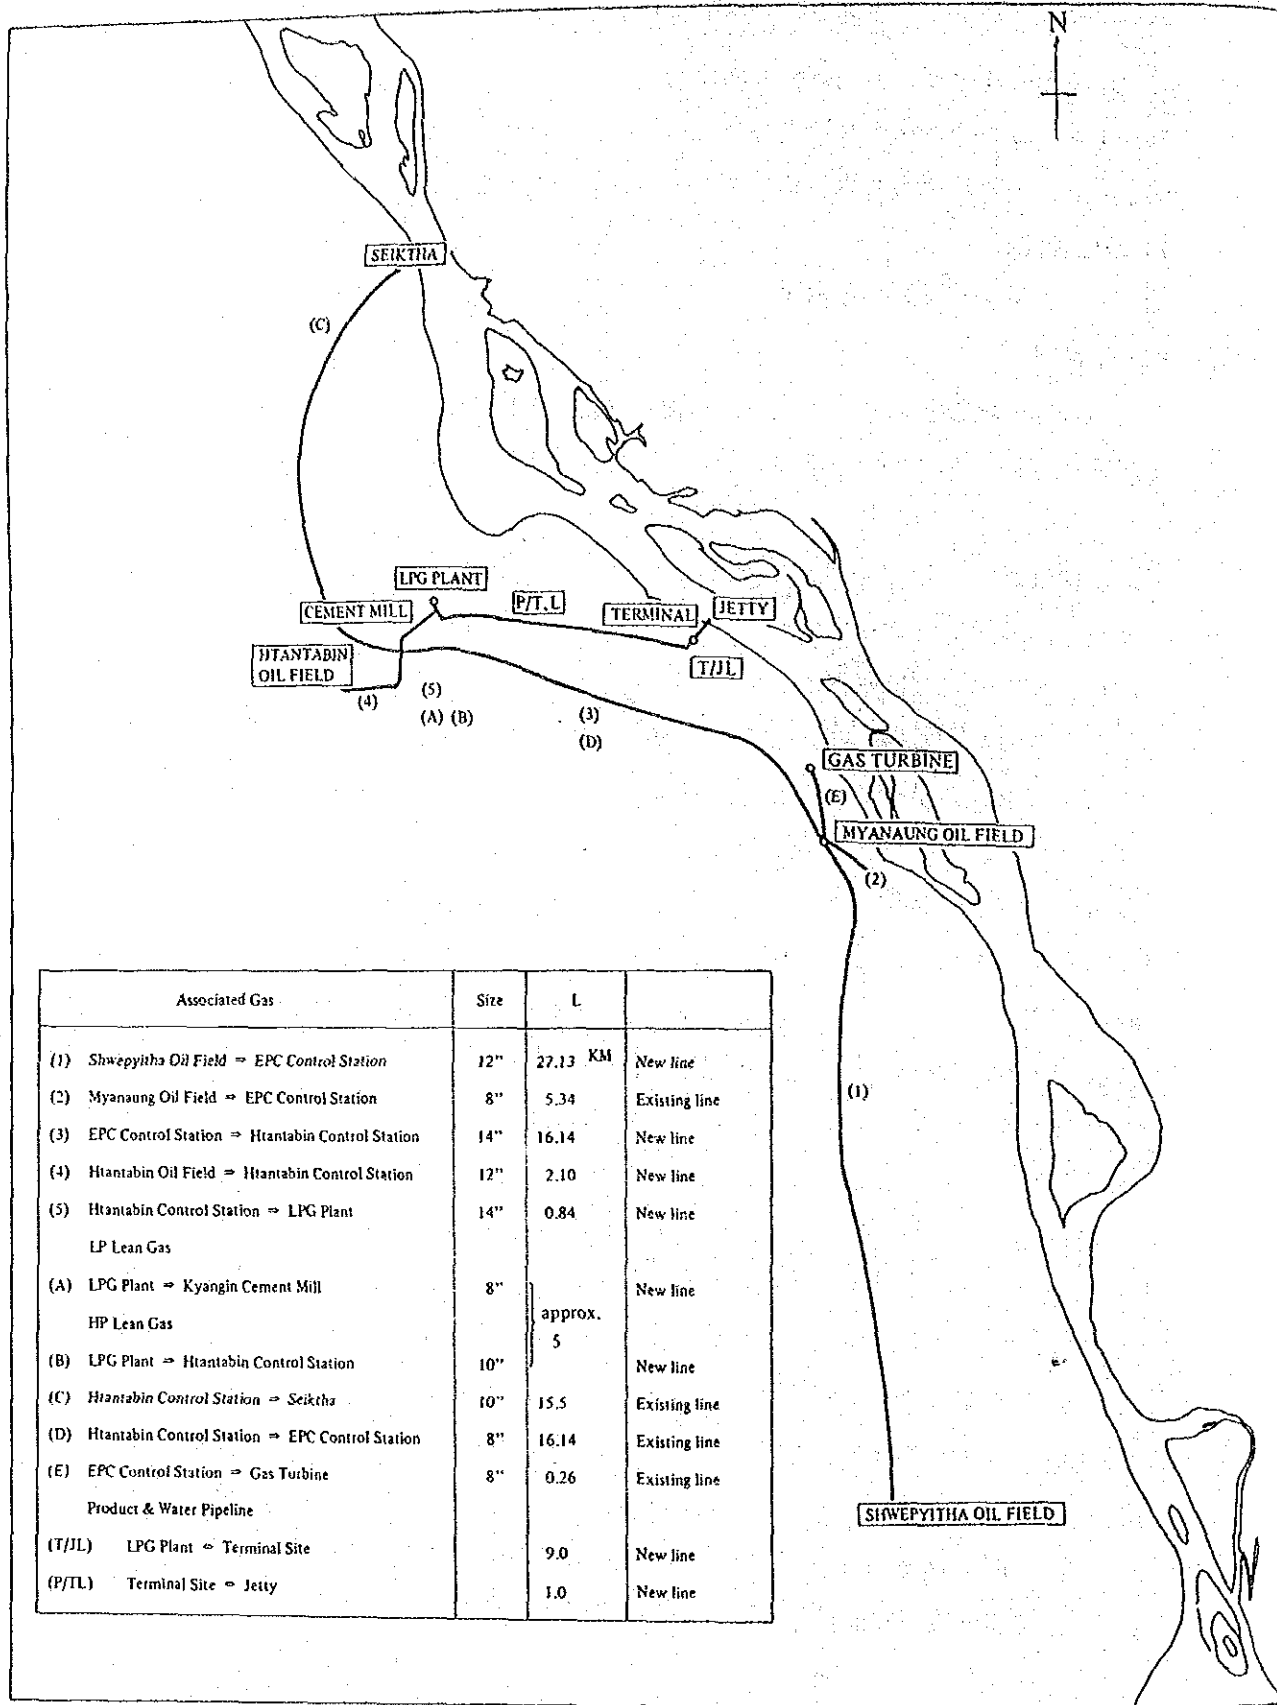 N
SEIKTHA
(C)
LPG PLANT
P/T.L
CEMENT MILL
TERMINAL
JETTY
HTANTABIN
OIL FIELD
T/JL
(4)
(5)
(A) (B)
(3)
(D)
GAS TURBINE
(E)
MYANAUNG OIL FIELD
(2)
(1)
SHWEPYITHA OIL FIELD
Associated Gas Size L
(1) Shwepyitha Oil Field ⇒ EPC Control Station 12" 27.13 KM New line
(2) Myanaung Oil Field ⇒ EPC Control Station 8" 5.34 Existing line
(3) EPC Control Station ⇒ Htantabin Control Station 14" 16.14 New line
(4) Htantabin Oil Field ⇒ Htantabin Control Station 12" 2.10 New line
(5) Htantabin Control Station ⇒ LPG Plant 14" 0.84 New line
LP Lean Gas
(A) LPG Plant ⇒ Kyangin Cement Mill 8" New line
HP Lean Gas approx. 5
(B) LPG Plant ⇒ Htantabin Control Station 10" New line
(C) Htantabin Control Station ⇒ Seiktha 10" 15.5 Existing line
(D) Htantabin Control Station ⇒ EPC Control Station 8" 16.14 Existing line
(E) EPC Control Station ⇒ Gas Turbine 8" 0.26 Existing line
Product & Water Pipeline
(T/JL) LPG Plant ⇔ Terminal Site 9.0 New line
(P/TL) Terminal Site ⇔ Jetty 1.0 New line